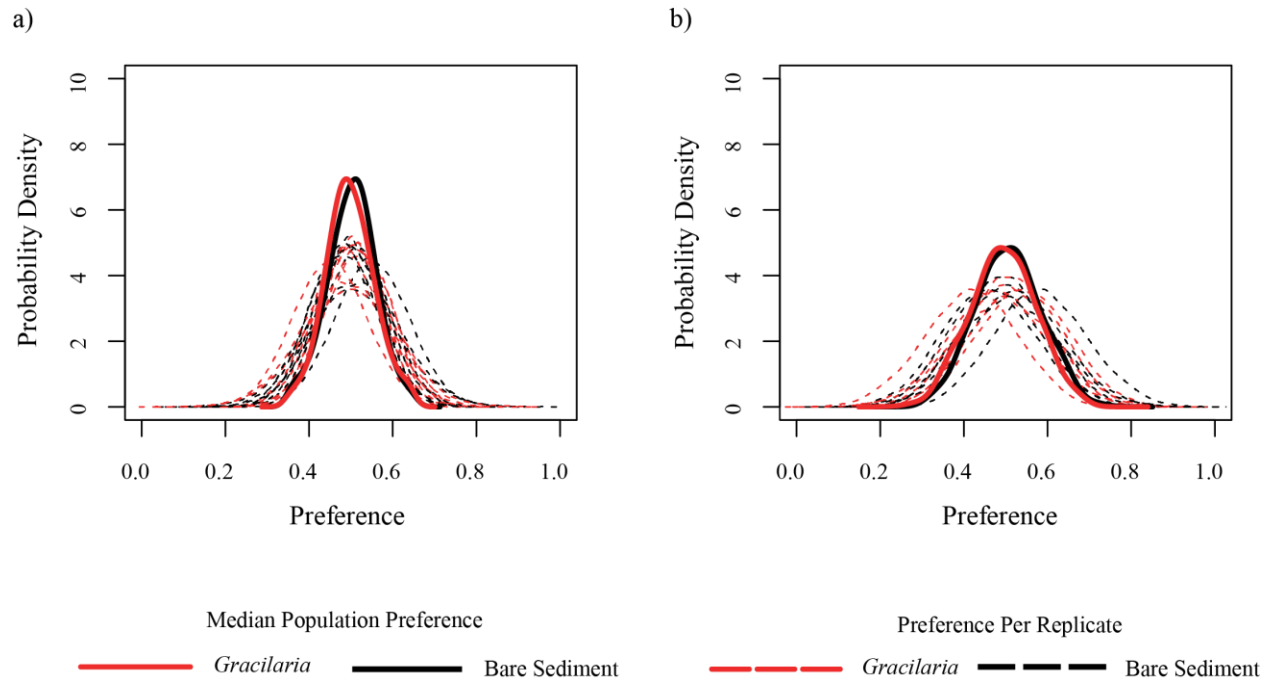 a)
Probability Density
10
8
6
4
2
0
0.0 0.2 0.4 0.6 0.8 1.0
Preference
b)
Probability Density
10
8
6
4
2
0
0.0 0.2 0.4 0.6 0.8 1.0
Preference
Median Population Preference
Gracilaria Bare Sediment
Preference Per Replicate
Gracilaria Bare Sediment